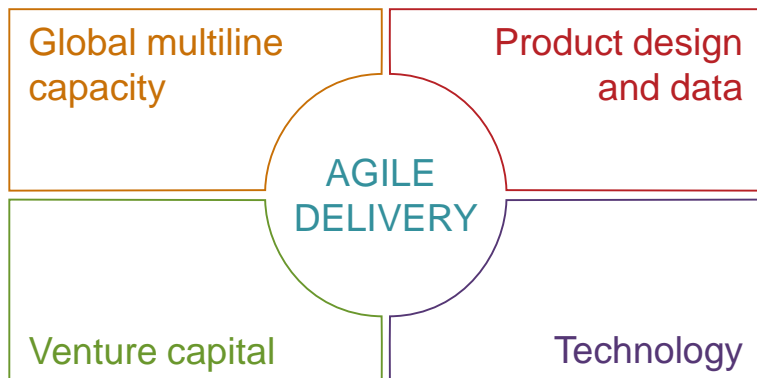 Global multiline
capacity
Product design
and data
AGILE
DELIVERY
Venture capital
Technology